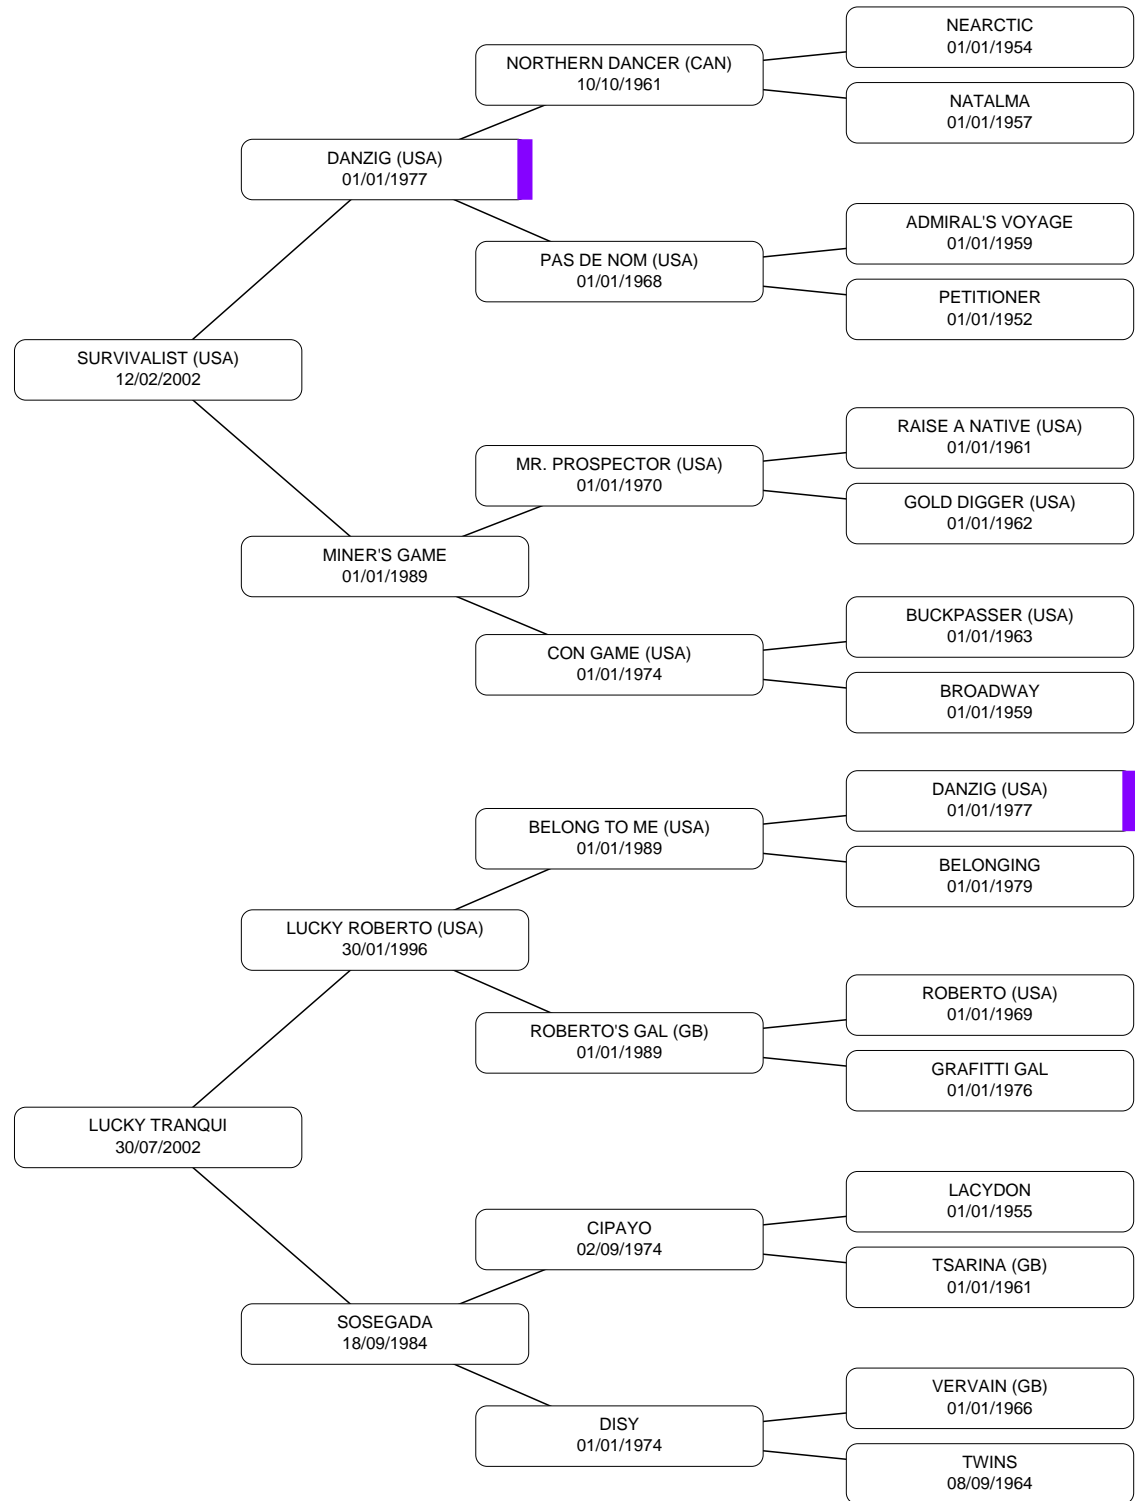 NEARCTIC
01/01/1954
NORTHERN DANCER (CAN)
10/10/1961
NATALMA
01/01/1957
DANZIG (USA)
01/01/1977
ADMIRAL'S VOYAGE
01/01/1959
PAS DE NOM (USA)
01/01/1968
PETITIONER
01/01/1952
SURVIVALIST (USA)
12/02/2002
RAISE A NATIVE (USA)
01/01/1961
MR. PROSPECTOR (USA)
01/01/1970
GOLD DIGGER (USA)
01/01/1962
MINER'S GAME
01/01/1989
BUCKPASSER (USA)
01/01/1963
CON GAME (USA)
01/01/1974
BROADWAY
01/01/1959
DANZIG (USA)
01/01/1977
BELONG TO ME (USA)
01/01/1989
BELONGING
01/01/1979
LUCKY ROBERTO (USA)
30/01/1996
ROBERTO (USA)
01/01/1969
ROBERTO'S GAL (GB)
01/01/1989
GRAFITTI GAL
01/01/1976
LUCKY TRANQUI
30/07/2002
LACYDON
01/01/1955
CIPAYO
02/09/1974
TSARINA (GB)
01/01/1961
SOSEGADA
18/09/1984
VERVAIN (GB)
01/01/1966
DISY
01/01/1974
TWINS
08/09/1964